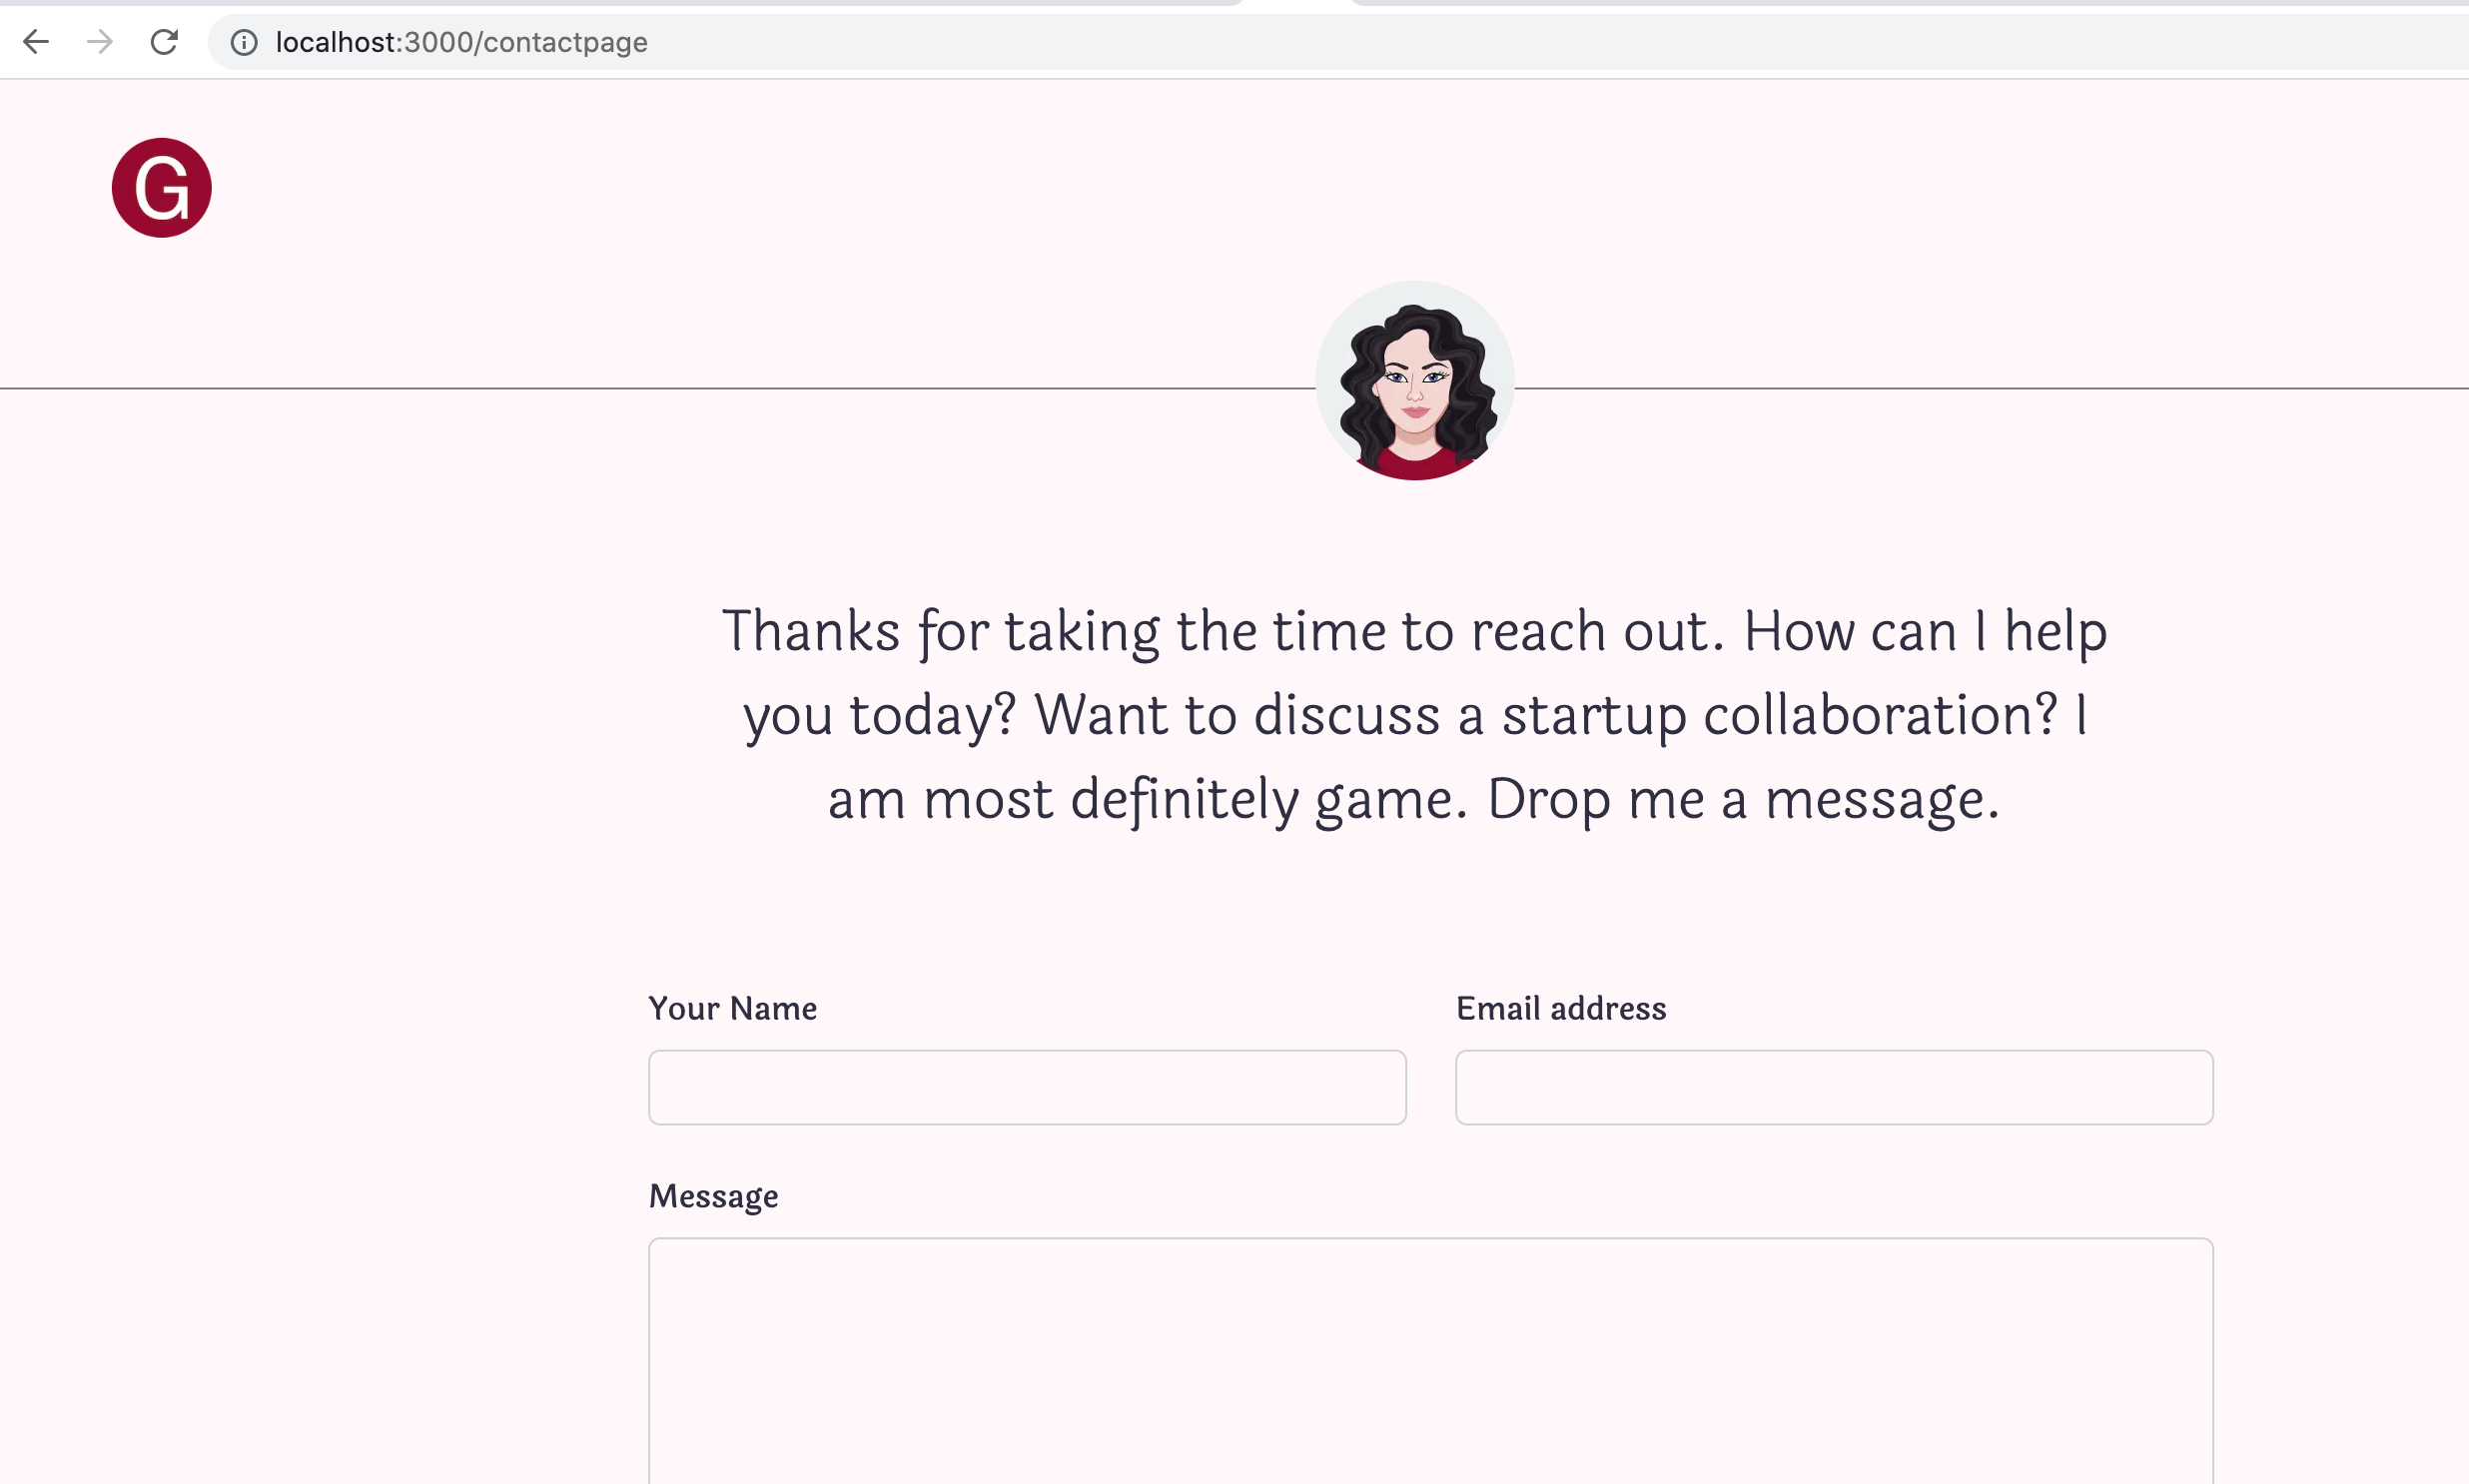 localhost:3000/contactpage
G
Thanks for taking the time to reach out. How can I help
you today? Want to discuss a startup collaboration? I
am most definitely game. Drop me a message.
Your Name
Email address
Message